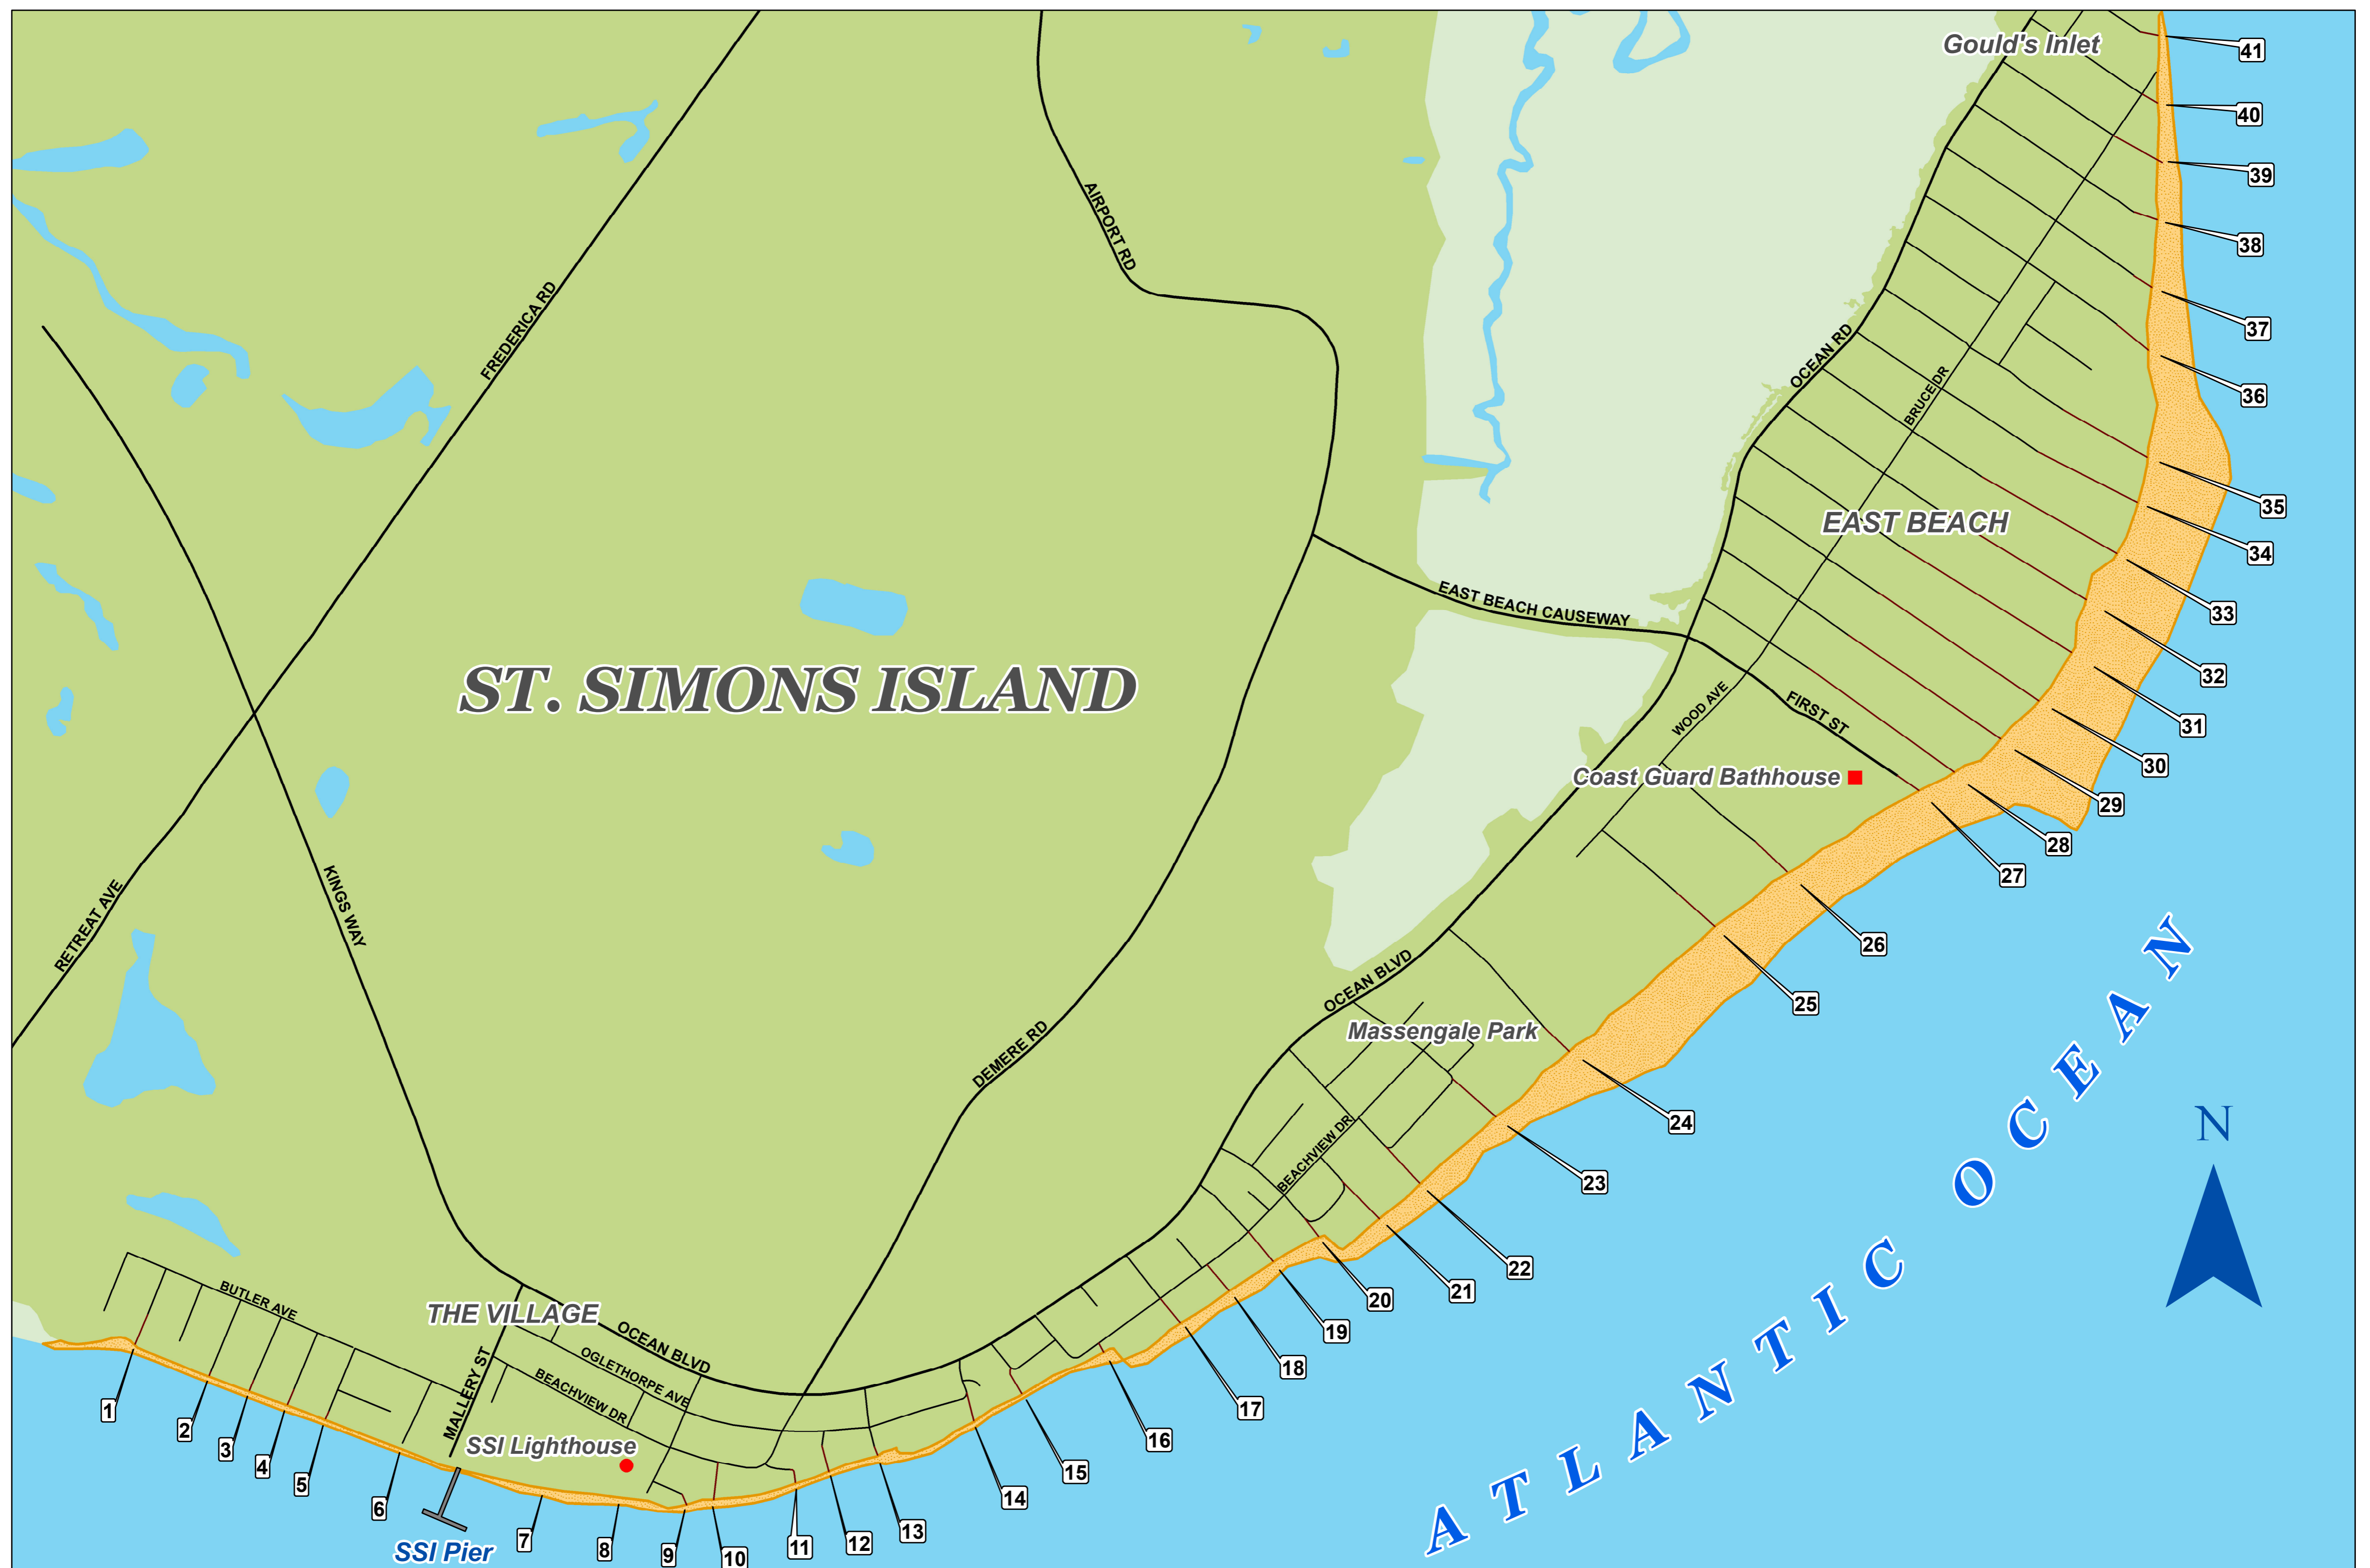 Gould's Inlet
41
40
39
38
37
36
35
34
33
32
31
30
29
28
27
26
25
24
23
22
21
20
19
18
17
16
15
14
13
12
11
10
9
8
7
6
5
4
3
2
1
AIRPORT RD
FREDERICA RD
OCEAN RD
BRUCE DR
EAST BEACH
EAST BEACH CAUSEWAY
ST. SIMONS ISLAND
WOOD AVE
FIRST ST
Coast Guard Bathhouse
RETREAT AVE
KINGS WAY
OCEAN BLVD
Massengale Park
DEMERE RD
BEACHVIEW DR
BUTLER AVE
THE VILLAGE
OCEAN BLVD
OGLETHORPE AVE
BEACHVIEW DR
MALLERY ST
SSI Lighthouse
SSI Pier
ATLANTIC OCEAN
N